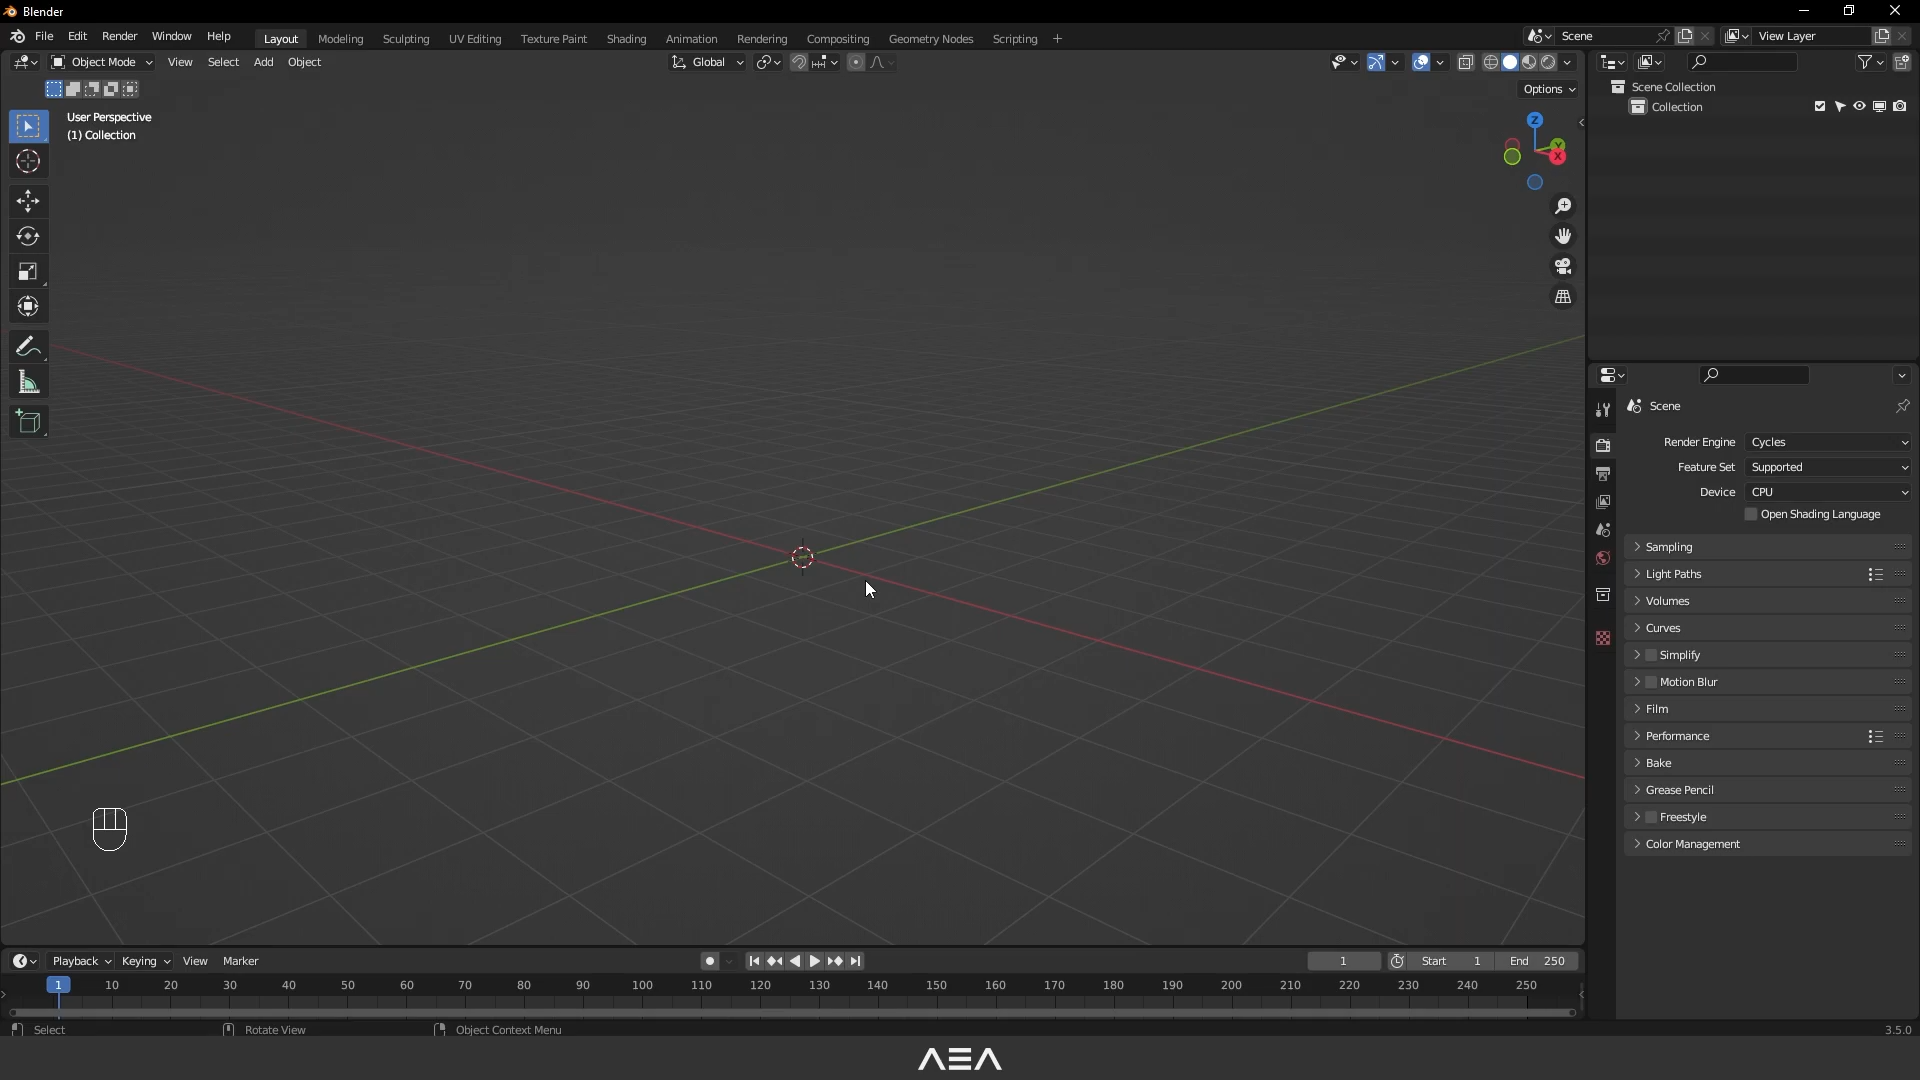 Blender
File Edit Render Window Help Layout Modeling Sculpting UV Editing Texture Paint Shading Animation Rendering Compositing Geometry Nodes Scripting + Scene View Layer
Object Mode View Select Add Object Global
Options
User Perspective
(1) Collection
Z
Y
X
Scene Collection
Collection
Scene
Render Engine Cycles
Feature Set Supported
Device CPU
Open Shading Language
Sampling
Light Paths
Volumes
Curves
Simplify
Motion Blur
Film
Performance
Bake
Grease Pencil
Freestyle
Color Management
Playback Keying View Marker 1 Start 1 End 250
1 10 20 30 40 50 60 70 80 90 100 110 120 130 140 150 160 170 180 190 200 210 220 230 240 250
Select Rotate View Object Context Menu 3.5.0